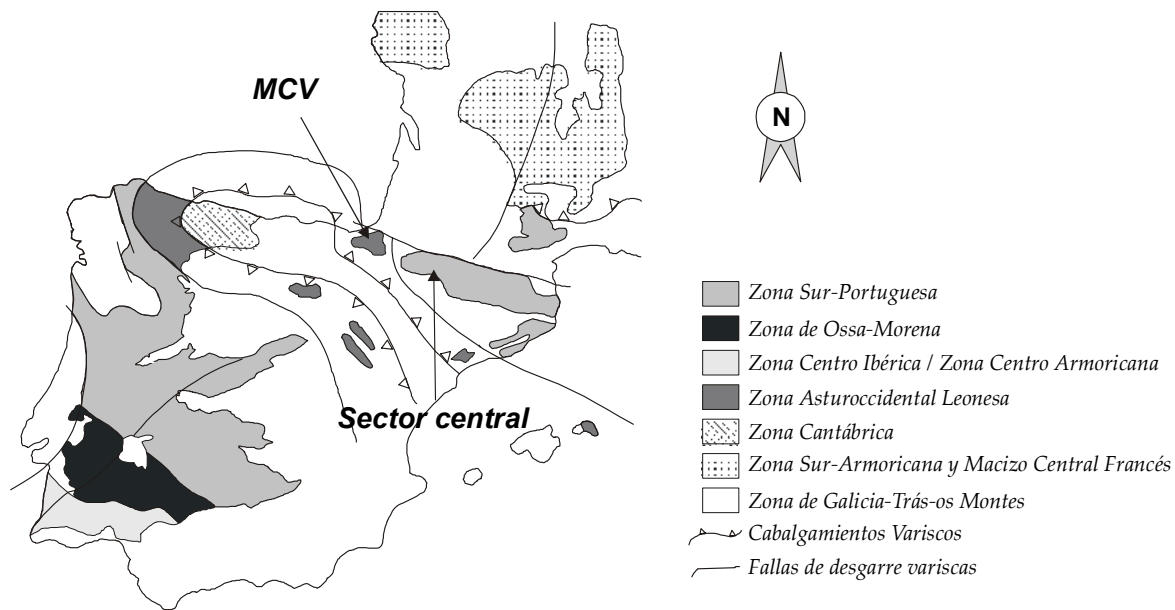 MCV
N
Sector central
Zona Sur-Portuguesa
Zona de Ossa-Morena
Zona Centro Ibérica / Zona Centro Armoricana
Zona Asturoccidental Leonesa
Zona Cantábrica
Zona Sur-Armoricana y Macizo Central Francés
Zona de Galicia-Trás-os Montes
Cabalgamientos Variscos
Fallas de desgarre variscas